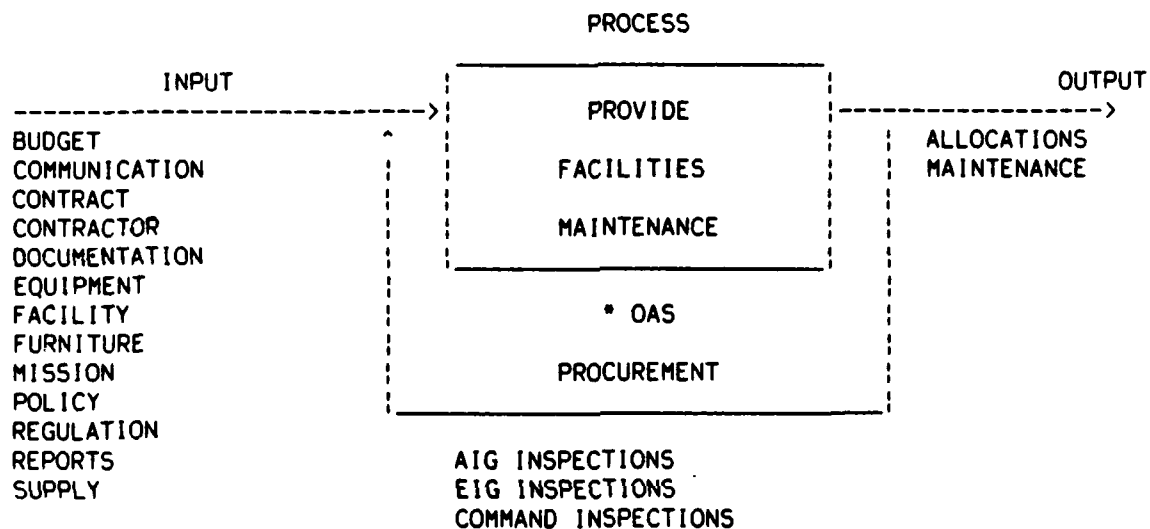 PROCESS
INPUT
OUTPUT
PROVIDE
FACILITIES
MAINTENANCE
BUDGET
COMMUNICATION
CONTRACT
CONTRACTOR
DOCUMENTATION
EQUIPMENT
FACILITY
FURNITURE
MISSION
POLICY
REGULATION
REPORTS
SUPPLY
ALLOCATIONS
MAINTENANCE
* OAS
PROCUREMENT
AIG INSPECTIONS
EIG INSPECTIONS
COMMAND INSPECTIONS